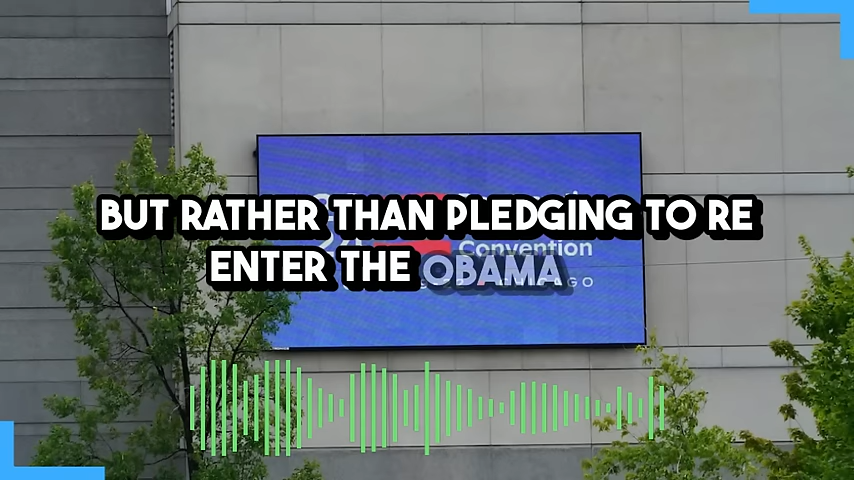 BUT RATHER THAN PLEDGING TO RE
ENTER THE OBAMA
Convention